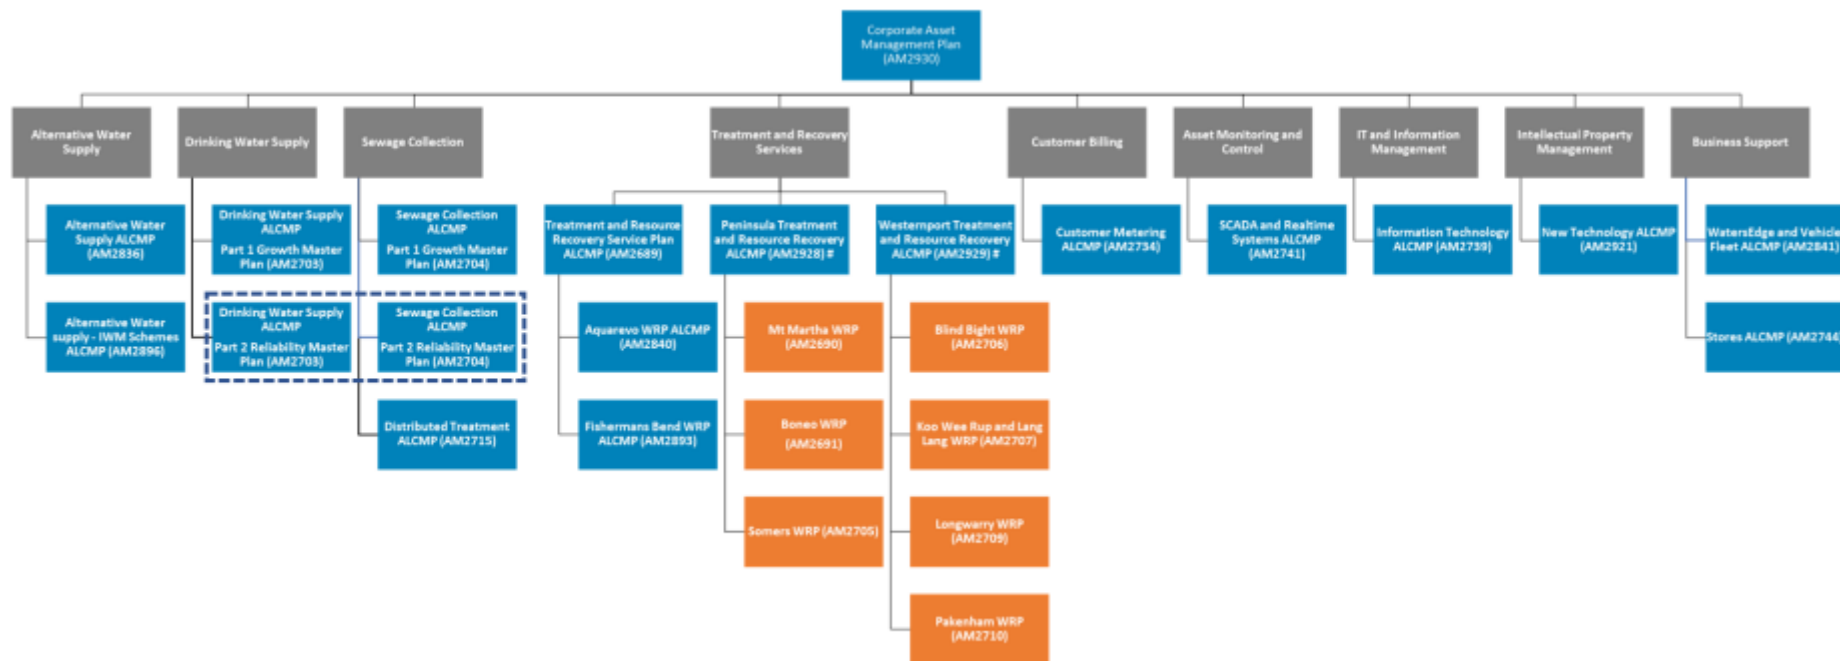 Corporate Asset
Management Plan
(AM2930)
Alternative Water
Supply
Drinking Water Supply
Sewage Collection
Treatment and Recovery
Services
Customer Billing
Asset Monitoring and
Control
IT and Information
Management
Intellectual Property
Management
Business Support
Alternative Water
Supply ALCMP
(AM2836)
Drinking Water Supply
ALCMP
Part 1 Growth Master
Plan (AM2703)
Sewage Collection
ALCMP
Part 1 Growth Master
Plan (AM2704)
Treatment and Resource
Recovery Service Plan
ALCMP (AM2689)
Peninsula Treatment
and Resource Recovery
ALCMP (AM2928) #
Westernport Treatment
and Resource Recovery
ALCMP (AM2929) #
Customer Metering
ALCMP (AM2734)
SCADA and Realtime
Systems ALCMP
(AM2741)
Information Technology
ALCMP (AM2739)
New Technology ALCMP
(AM2921)
WatersEdge and Vehicle
Fleet ALCMP (AM2841)
Alternative Water
supply - IWM Schemes
ALCMP (AM2896)
Drinking Water Supply
ALCMP
Part 2 Reliability Master
Plan (AM2703)
Sewage Collection
ALCMP
Part 2 Reliability Master
Plan (AM2704)
Aquarevo WRP ALCMP
(AM2840)
Mt Martha WRP
(AM2690)
Blind Bight WRP
(AM2706)
Stores ALCMP (AM2744)
Distributed Treatment
ALCMP (AM2715)
Fishermans Bend WRP
ALCMP (AM2893)
Boneo WRP
(AM2691)
Koo Wee Rup and Lang
Lang WRP (AM2707)
Somers WRP (AM2705)
Longwarry WRP
(AM2709)
Pakenham WRP
(AM2710)